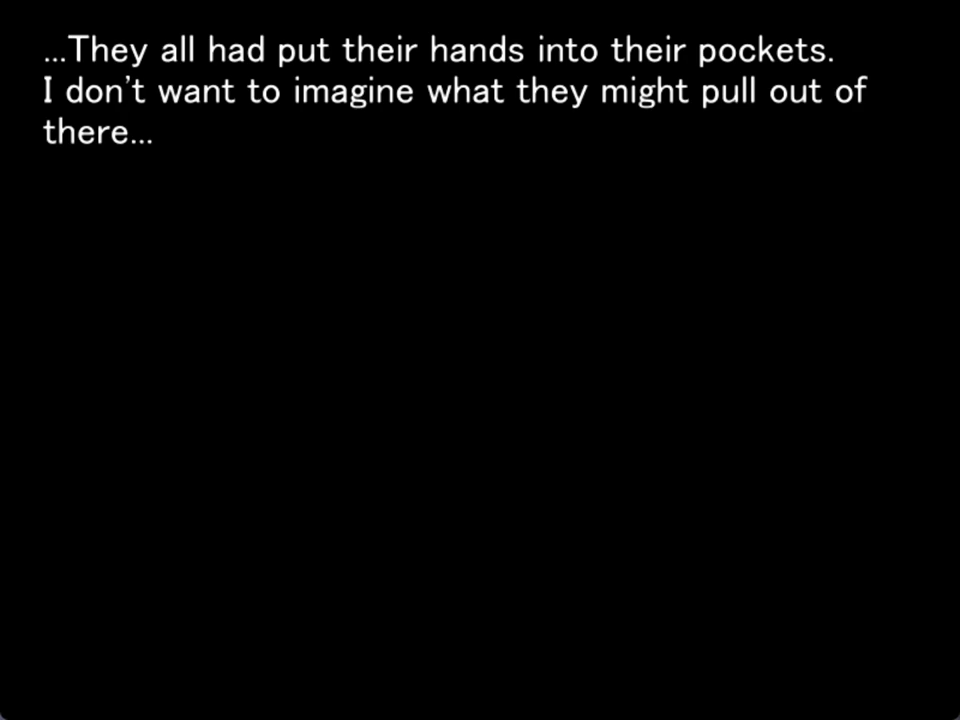 ...They all had put their hands into their pockets.
I don't want to imagine what they might pull out of
there...